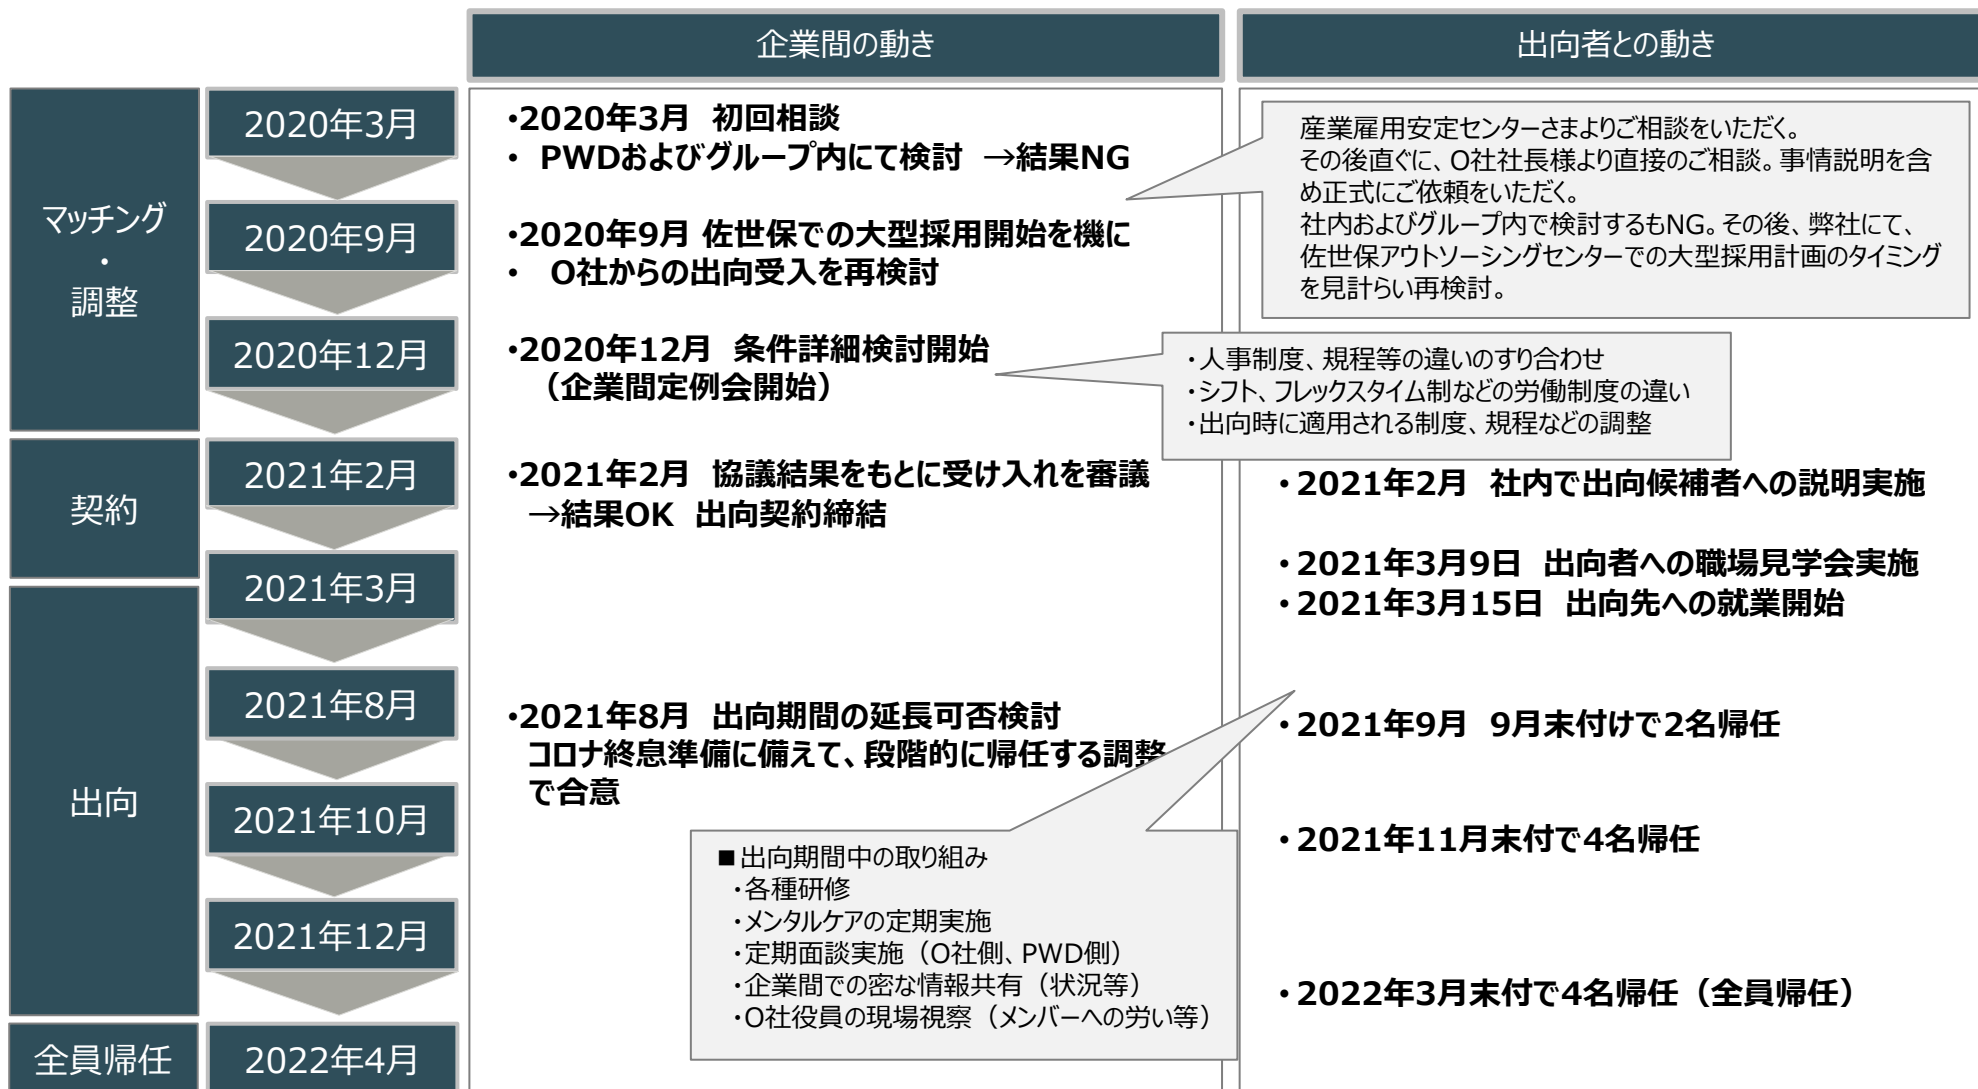 企業間の動き
出向者との動き
マッチング
・
調整
契約
出向
全員帰任
2020年3月
2020年9月
2020年12月
2021年2月
2021年3月
2021年8月
2021年10月
2021年12月
2022年4月
・2020年3月 初回相談
・ PWDおよびグループ内にて検討 →結果NG
・2020年9月 佐世保での大型採用開始を機に
・ O社からの出向受入を再検討
・2020年12月 条件詳細検討開始
（企業間定例会開始）
・2021年2月 協議結果をもとに受け入れを審議
→結果OK 出向契約締結
・2021年8月 出向期間の延長可否検討
コロナ終息準備に備えて、段階的に帰任する調整
で合意
産業雇用安定センターさまよりご相談をいただく。
その後直ぐに、O社社長様より直接のご相談。事情説明を含
め正式にご依頼をいただく。
社内およびグループ内で検討するもNG。その後、弊社にて、
佐世保アウトソーシングセンターでの大型採用計画のタイミング
を見計らい再検討。
・人事制度、規程等の違いのすり合わせ
・シフト、フレックスタイム制などの労働制度の違い
・出向時に適用される制度、規程などの調整
■出向期間中の取り組み
・各種研修
・メンタルケアの定期実施
・定期面談実施（O社側、PWD側）
・企業間での密な情報共有（状況等）
・O社役員の現場視察（メンバーへの労い等）
・2021年2月 社内で出向候補者への説明実施
・2021年3月9日 出向者への職場見学会実施
・2021年3月15日 出向先への就業開始
・2021年9月 9月末付けで2名帰任
・2021年11月末付で4名帰任
・2022年3月末付で4名帰任（全員帰任）